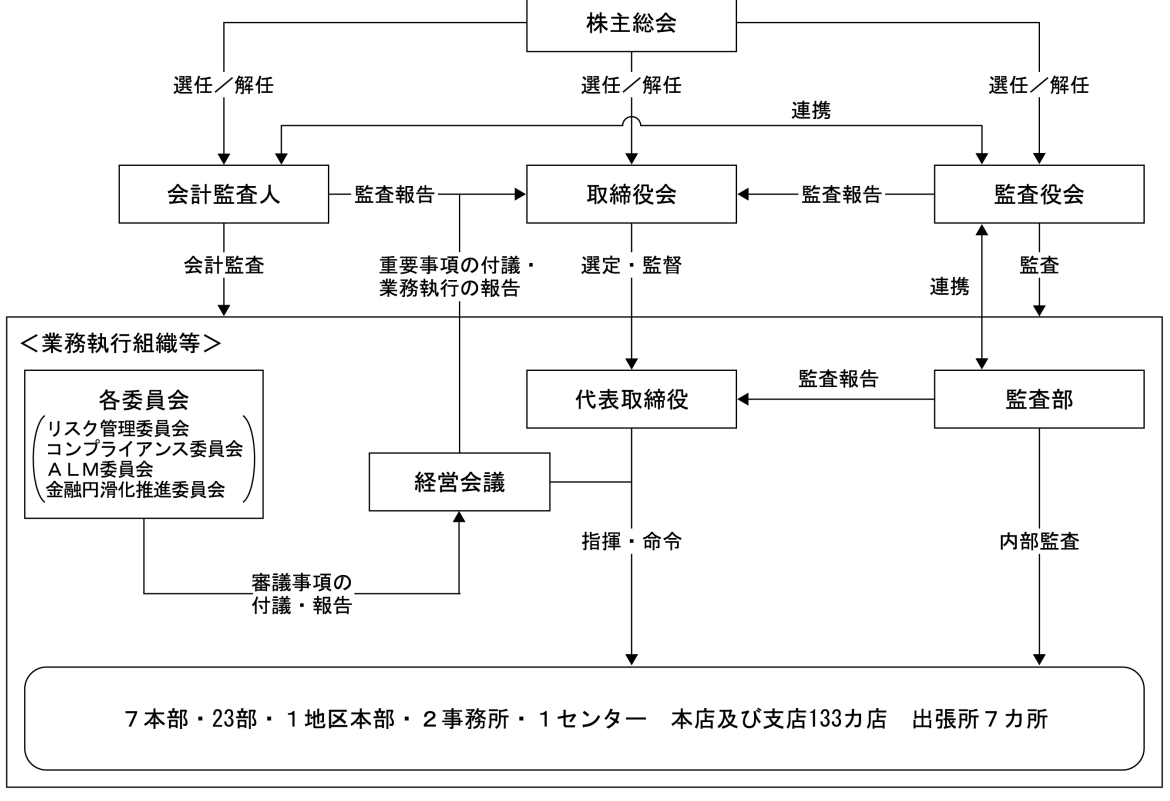 株主総会
選任／解任
選任／解任
選任／解任
連携
会計監査人
監査報告
取締役会
監査報告
監査役会
会計監査
重要事項の付議・
業務執行の報告
選定・監督
連携
監査
＜業務執行組織等＞
各委員会
リスク管理委員会
コンプライアンス委員会
ＡＬＭ委員会
金融円滑化推進委員会
代表取締役
監査報告
監査部
経営会議
指揮・命令
内部監査
審議事項の
付議・報告
７本部・23部・１地区本部・２事務所・１センター　本店及び支店133カ店　出張所７カ所